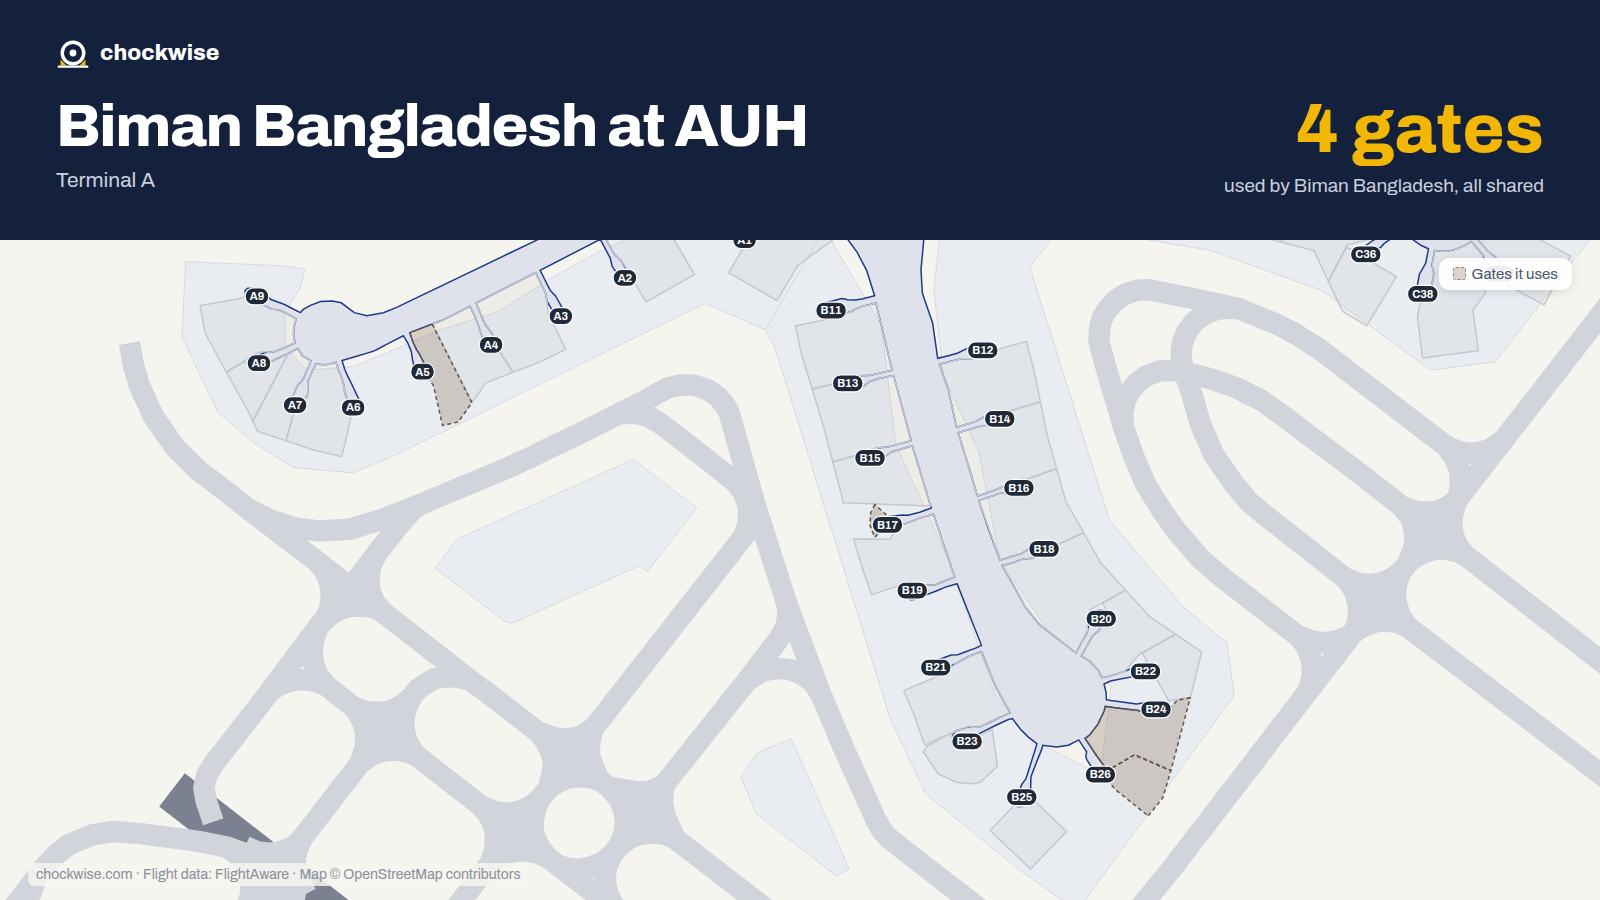 chockwise
Biman Bangladesh at AUH
Terminal A
4 gates
used by Biman Bangladesh, all shared
A1
C36
Gates it uses
A2
C38
A9
B11
A3
A4
B12
A8
A5
B13
A7
A6
B14
B15
B16
B17
B18
B19
B20
B21
B22
B24
B23
B26
B25
chockwise.com · Flight data: FlightAware · Map © OpenStreetMap contributors